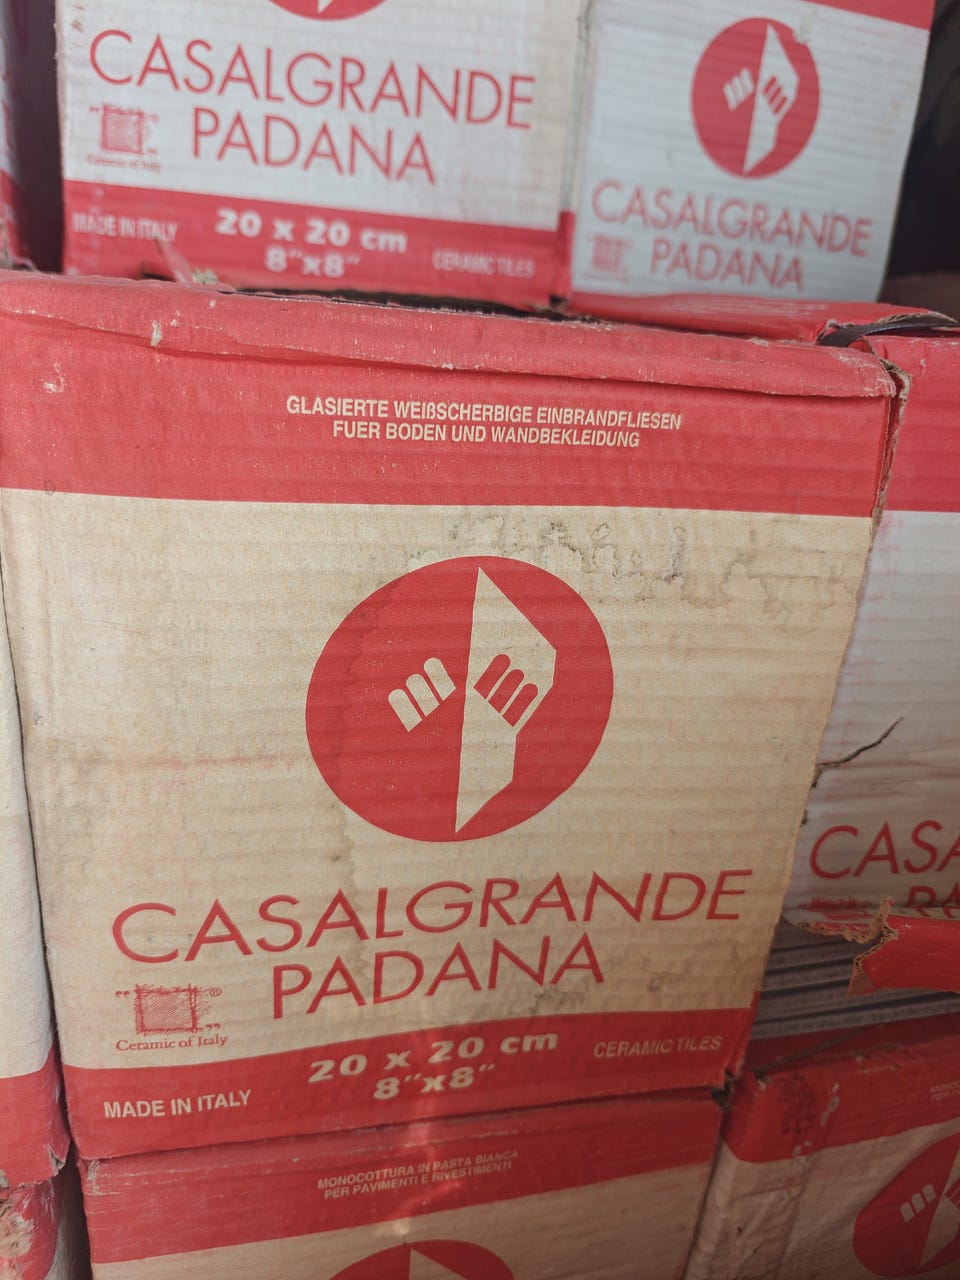 CASALGRANDE
PADANA
Ceramic of Italy
MADE IN ITALY
20 x 20 cm
8"x8"
CERAMIC TILES
CASALGRANDE
PADANA
GLASIERTE WEIßSCHERBIGE EINBRANDFLIESEN
FUER BODEN UND WANDBEKLEIDUNG
CASALGRANDE
PADANA
" ® "
Ceramic of Italy
MADE IN ITALY
20 x 20 cm
8"x8"
CERAMIC TILES
CASA
PA
MONOCOTTURA IN PASTA BIANCA
PER PAVIMENTI E RIVESTIMENTI